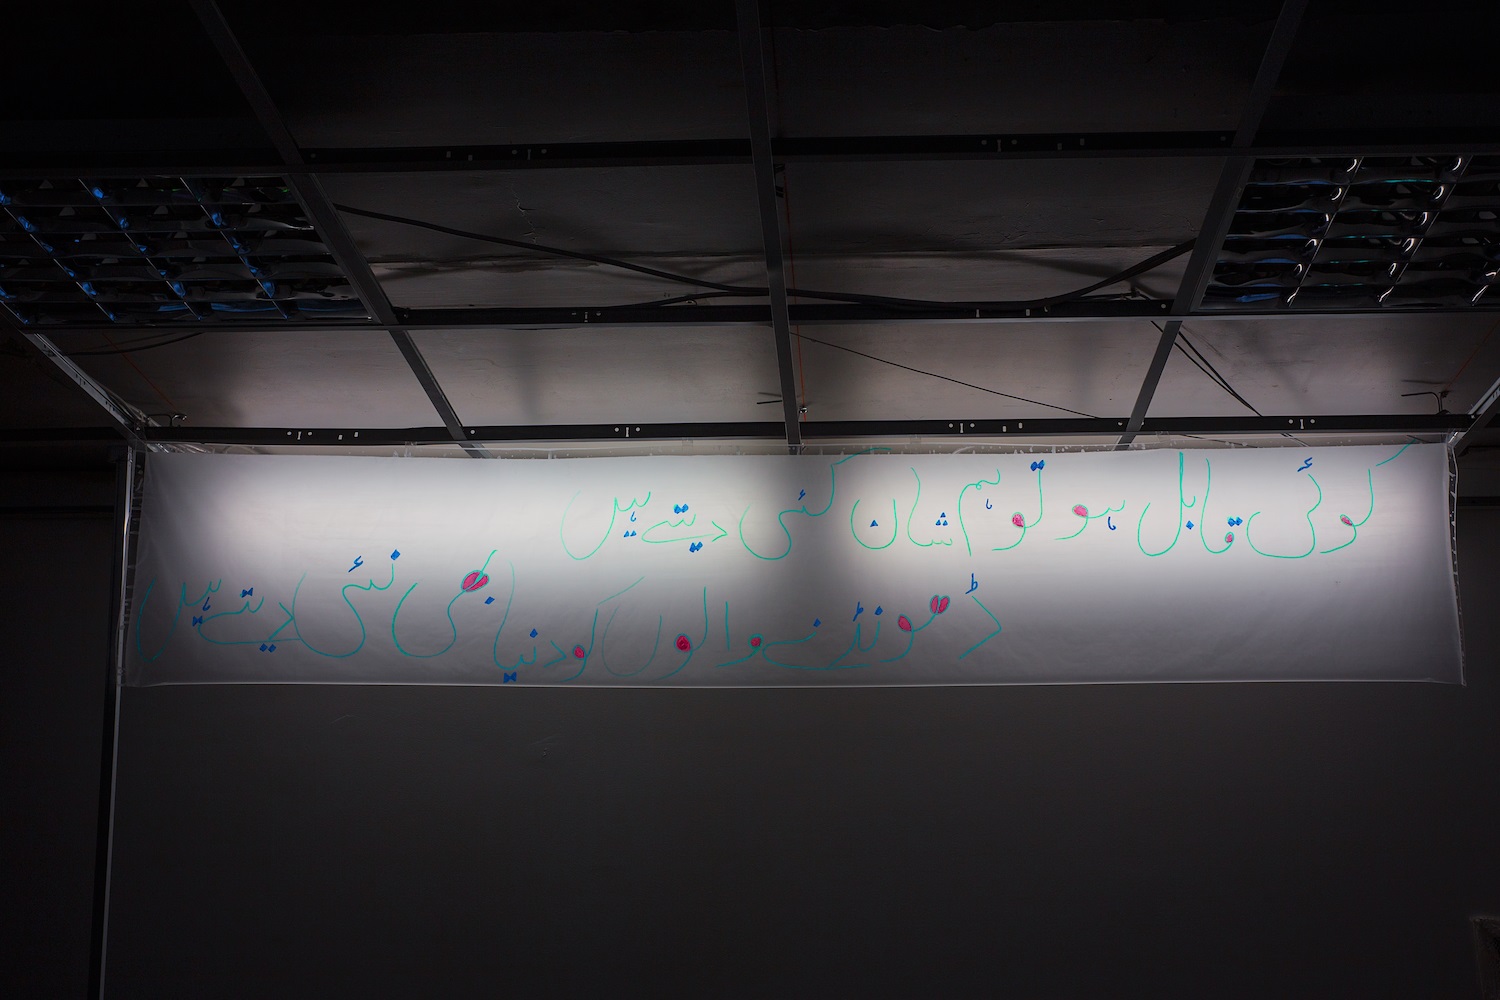 کوئی قابل ہو تو ہم شان کئی دیتے ہیں
ڈھونڈنے والوں کو دنیا بھی نئی دیتے ہیں